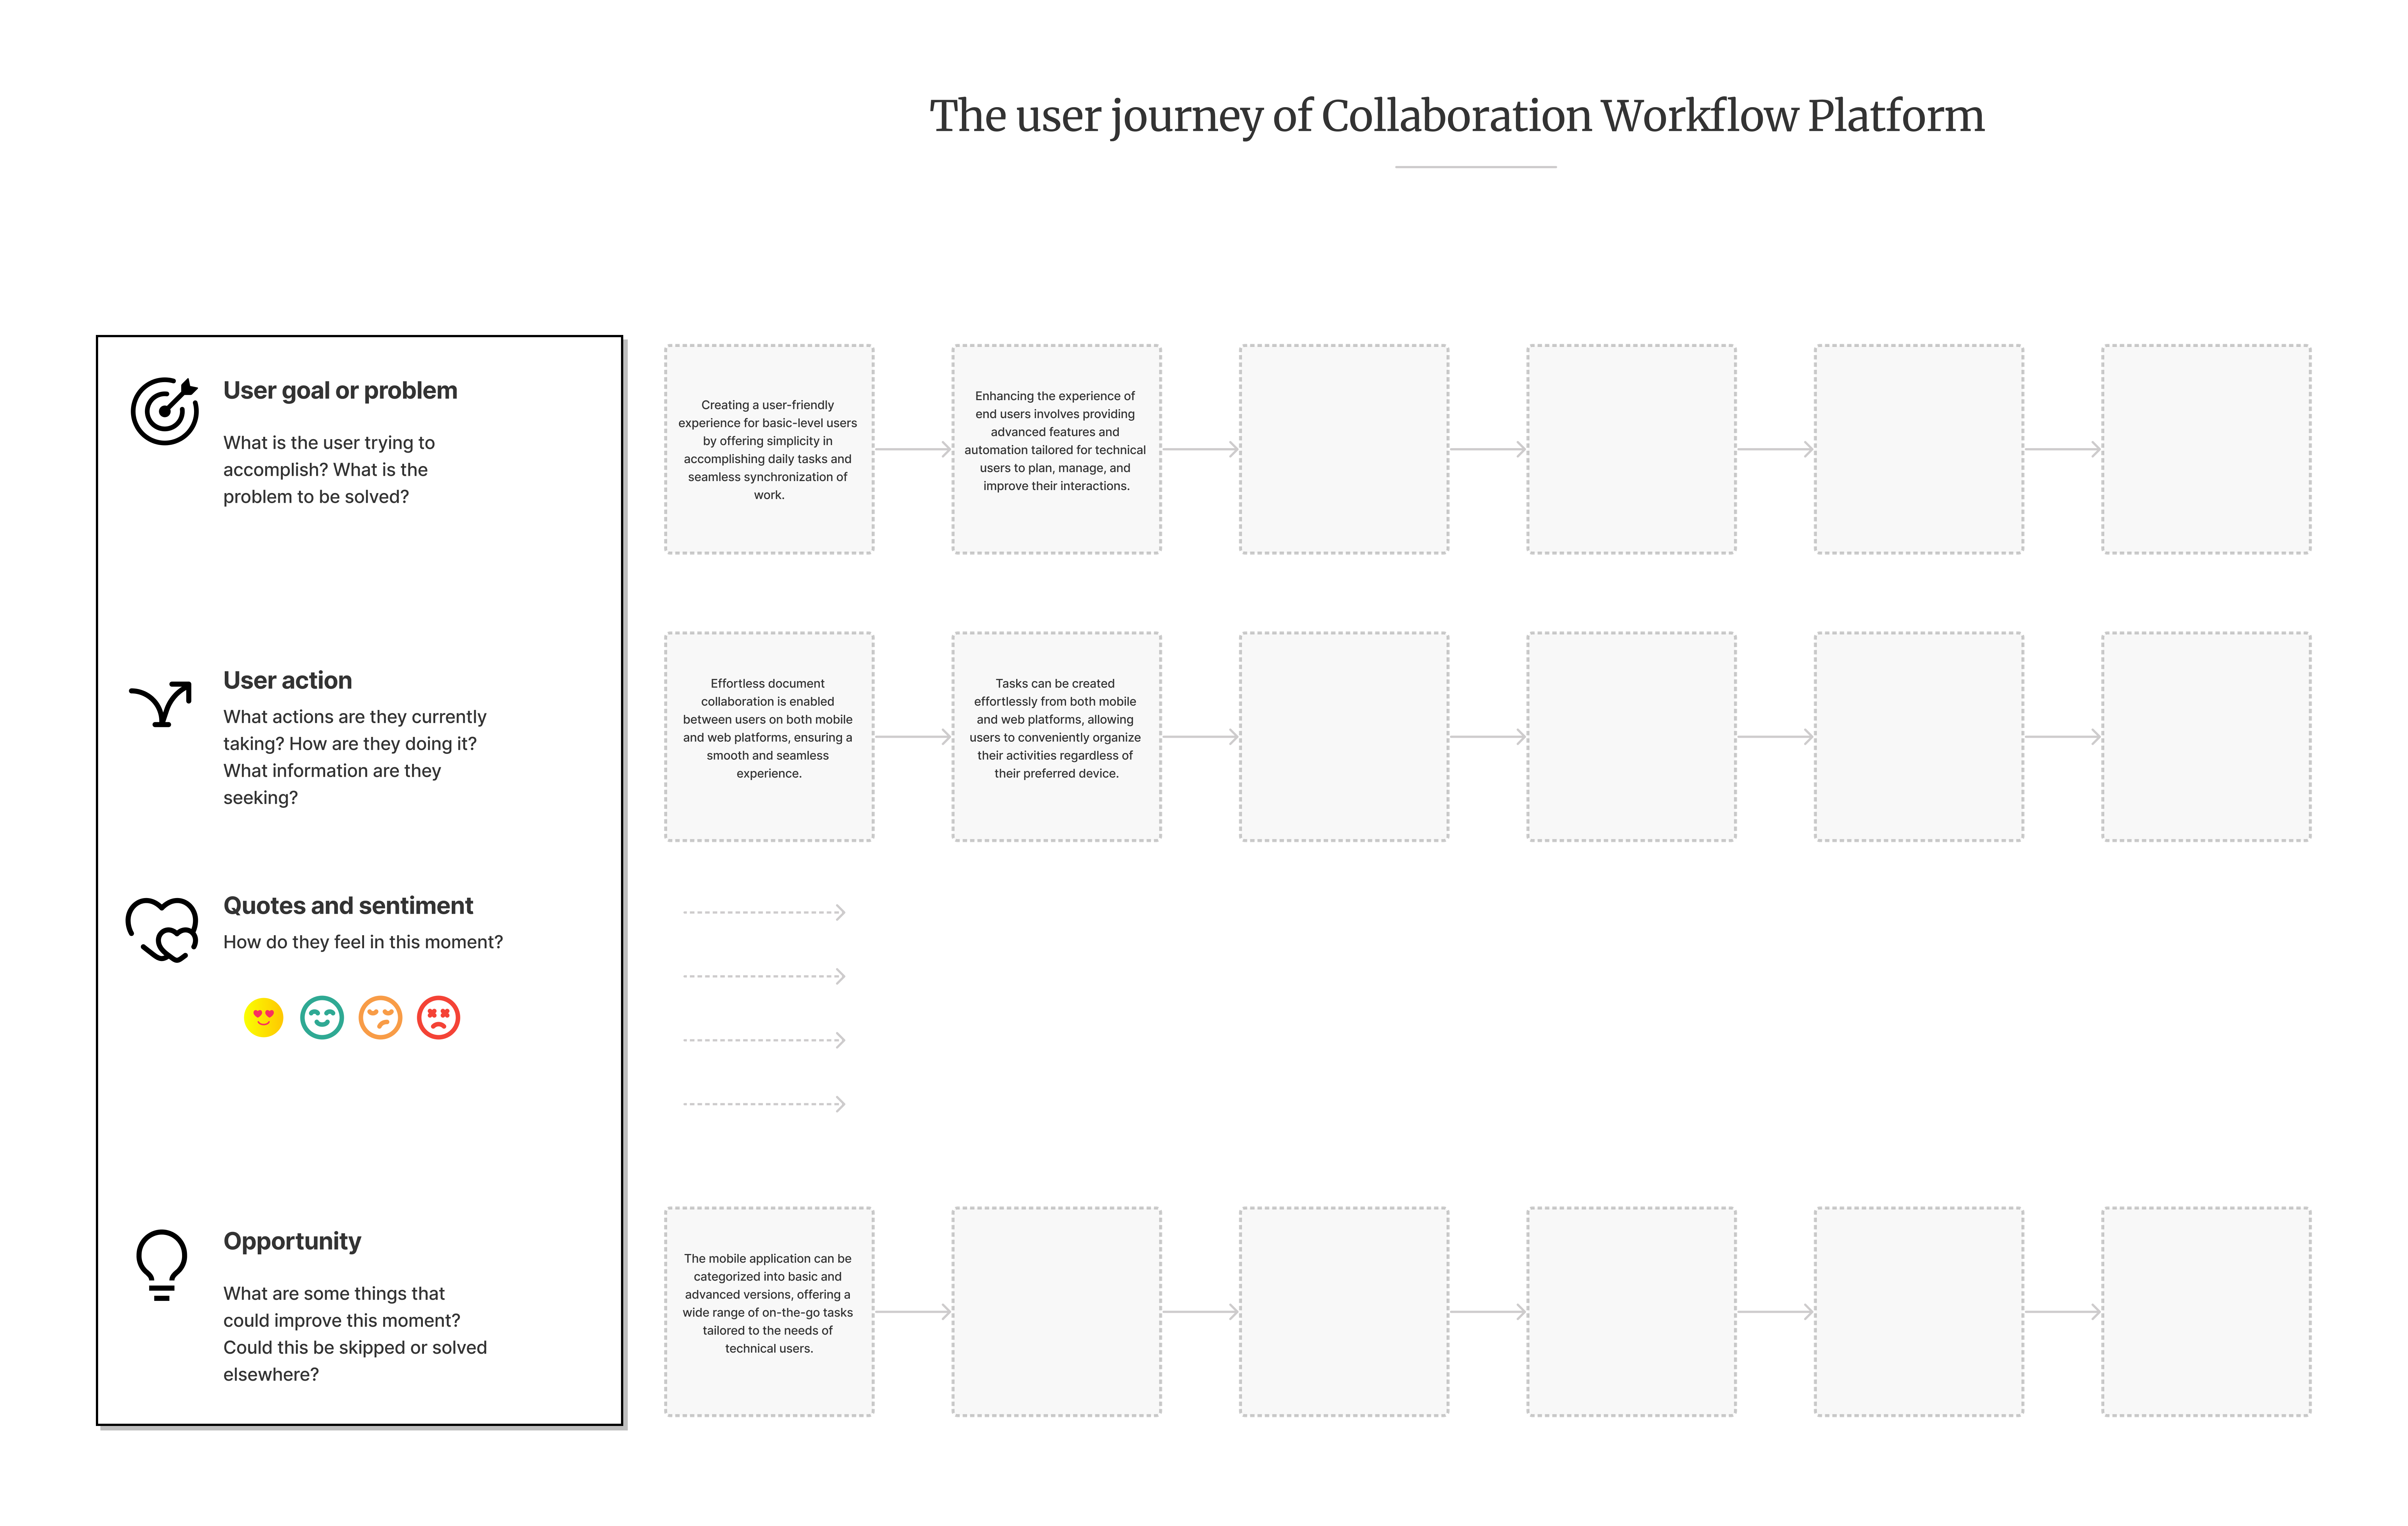 The user journey of Collaboration Workflow Platform
User goal or problem
What is the user trying to
accomplish? What is the
problem to be solved?
Creating a user-friendly
experience for basic-level users
by offering simplicity in
accomplishing daily tasks and
seamless synchronization of
work.
Enhancing the experience of
end users involves providing
advanced features and
automation tailored for technical
users to plan, manage, and
improve their interactions.
User action
What actions are they currently
taking? How are they doing it?
What information are they
seeking?
Effortless document
collaboration is enabled
between users on both mobile
and web platforms, ensuring a
smooth and seamless
experience.
Tasks can be created
effortlessly from both mobile
and web platforms, allowing
users to conveniently organize
their activities regardless of
their preferred device.
Quotes and sentiment
How do they feel in this moment?
Opportunity
What are some things that
could improve this moment?
Could this be skipped or solved
elsewhere?
The mobile application can be
categorized into basic and
advanced versions, offering a
wide range of on-the-go tasks
tailored to the needs of
technical users.